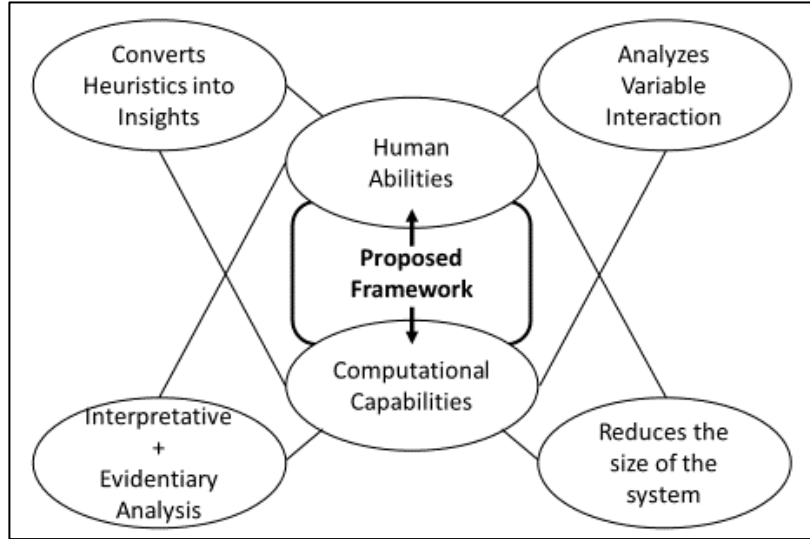 Converts
Heuristics into
Insights
Analyzes
Variable
Interaction
Human
Abilities
Proposed
Framework
Computational
Capabilities
Interpretative
+
Evidentiary
Analysis
Reduces the
size of the
system